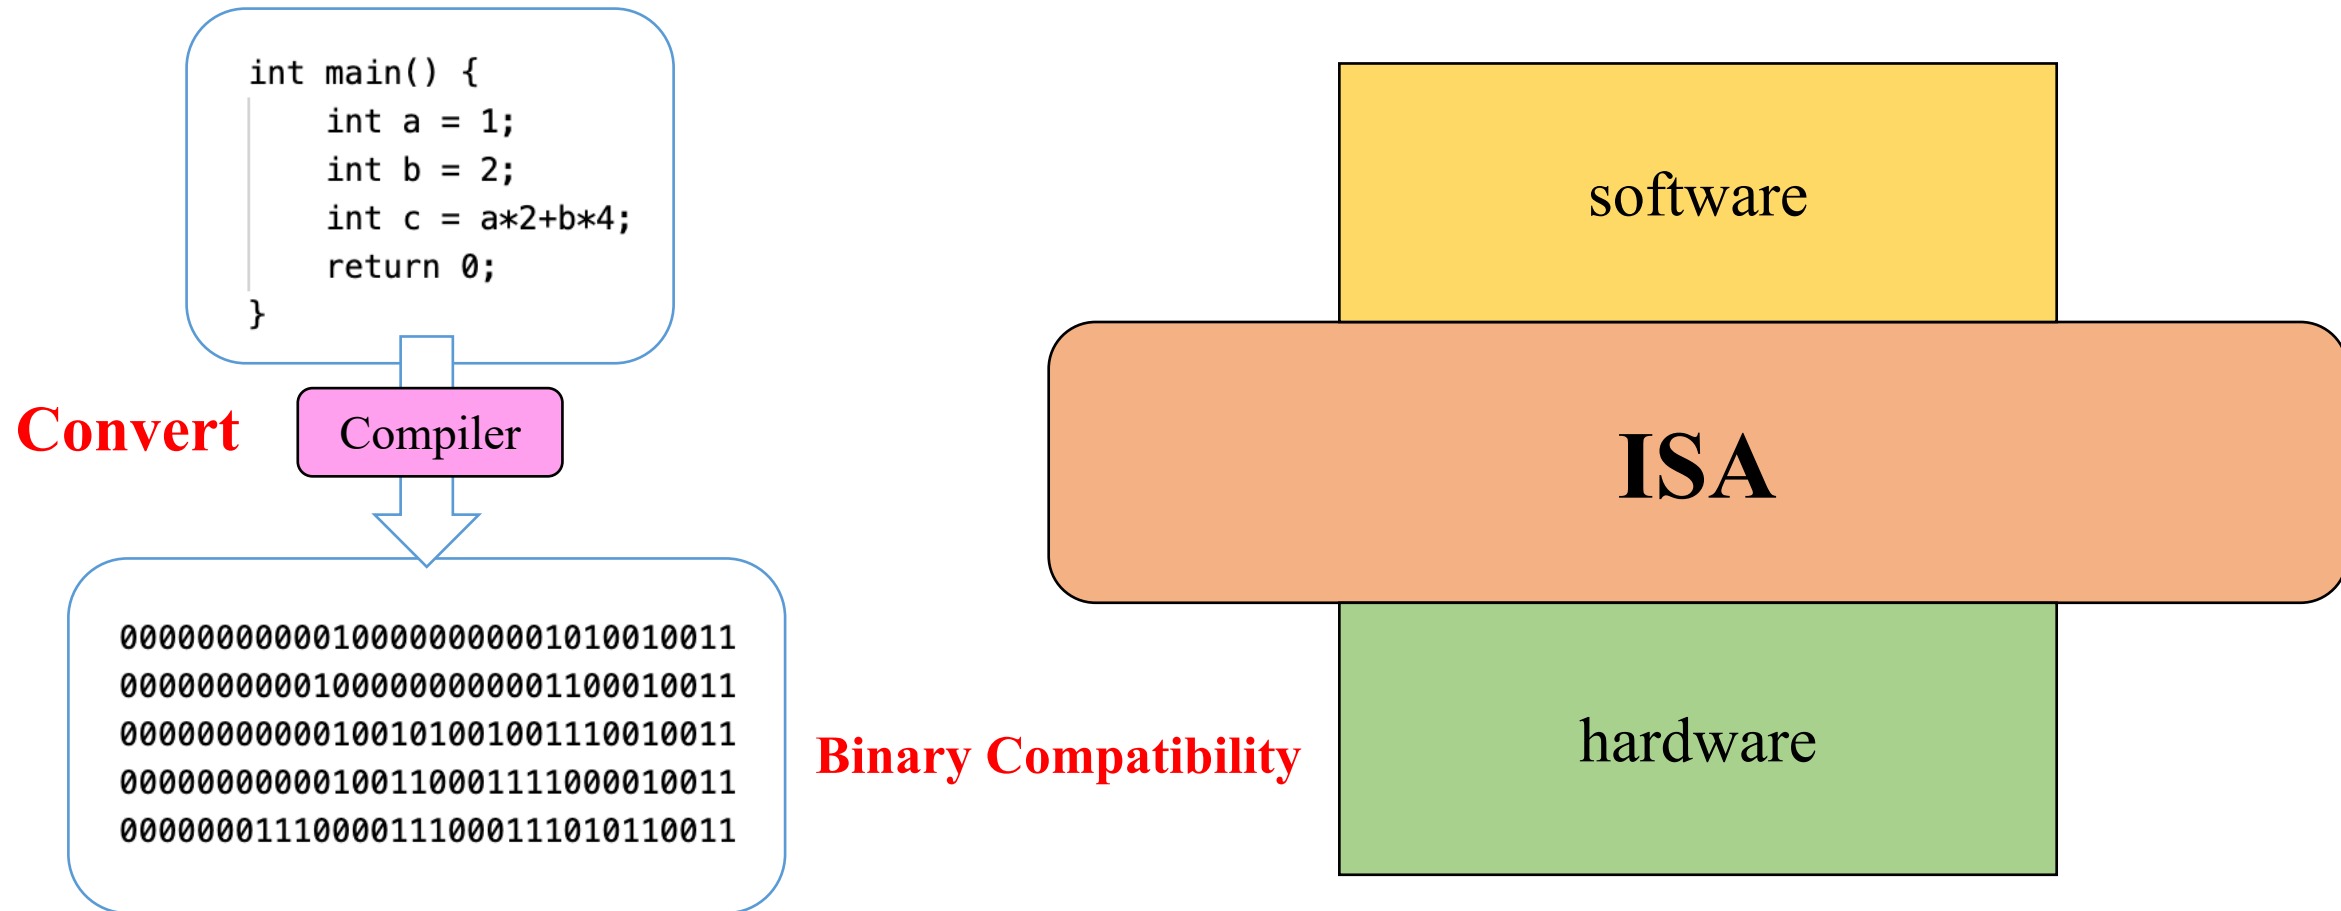 int main() {
int a = 1;
int b = 2;
int c = a*2+b*4;
return 0;
}
Convert
Compiler
00000000000100000000001010010011
00000000001000000000001100010011
00000000000100101001001110010011
00000000000100110001111000010011
00000001110000111000111010110011
Binary Compatibility
software
ISA
hardware